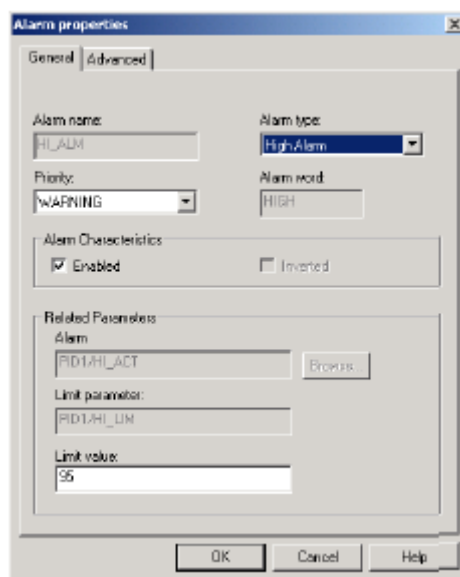 Alarm properties
General Advanced
Alarm name: Alarm type:
HI_ALM High Alarm
Priority: Alarm word:
WARNING HIGH
Alarm Characteristics
Enabled Inverted
Related Parameters
Alarm
PID1/HI_ACT Browse...
Limit parameter:
PID1/HI_LIM
Limit value:
95
OK Cancel Help